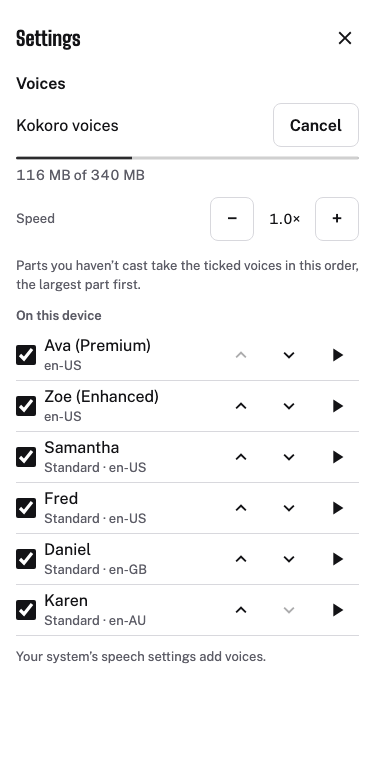 Settings
Voices
Kokoro voices
Cancel
116 MB of 340 MB
Speed
−
1.0×
+
Parts you haven’t cast take the ticked voices in this order,
the largest part first.
On this device
Ava (Premium)
en-US
Zoe (Enhanced)
en-US
Samantha
Standard · en-US
Fred
Standard · en-US
Daniel
Standard · en-GB
Karen
Standard · en-AU
Your system’s speech settings add voices.